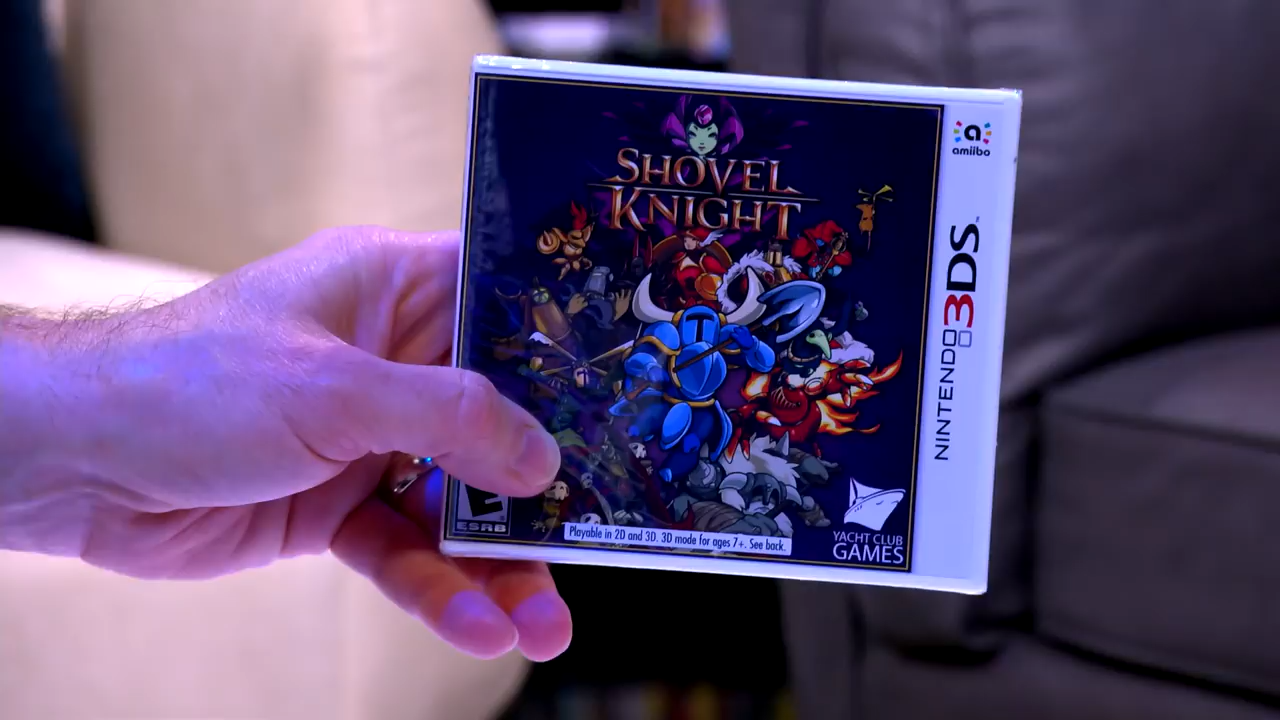 SHOVEL
KNIGHT
a
amiibo
NINTENDO 3DS
™
E
ESRB
Playable in 2D and 3D. 3D mode for ages 7+. See back.
YACHT CLUB
GAMES